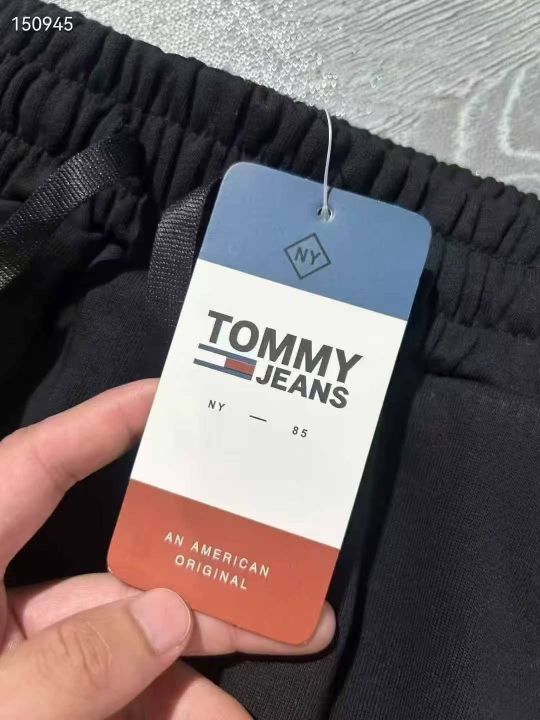 150945
NY
TOMMY
JEANS
NY — 85
AN AMERICAN
ORIGINAL